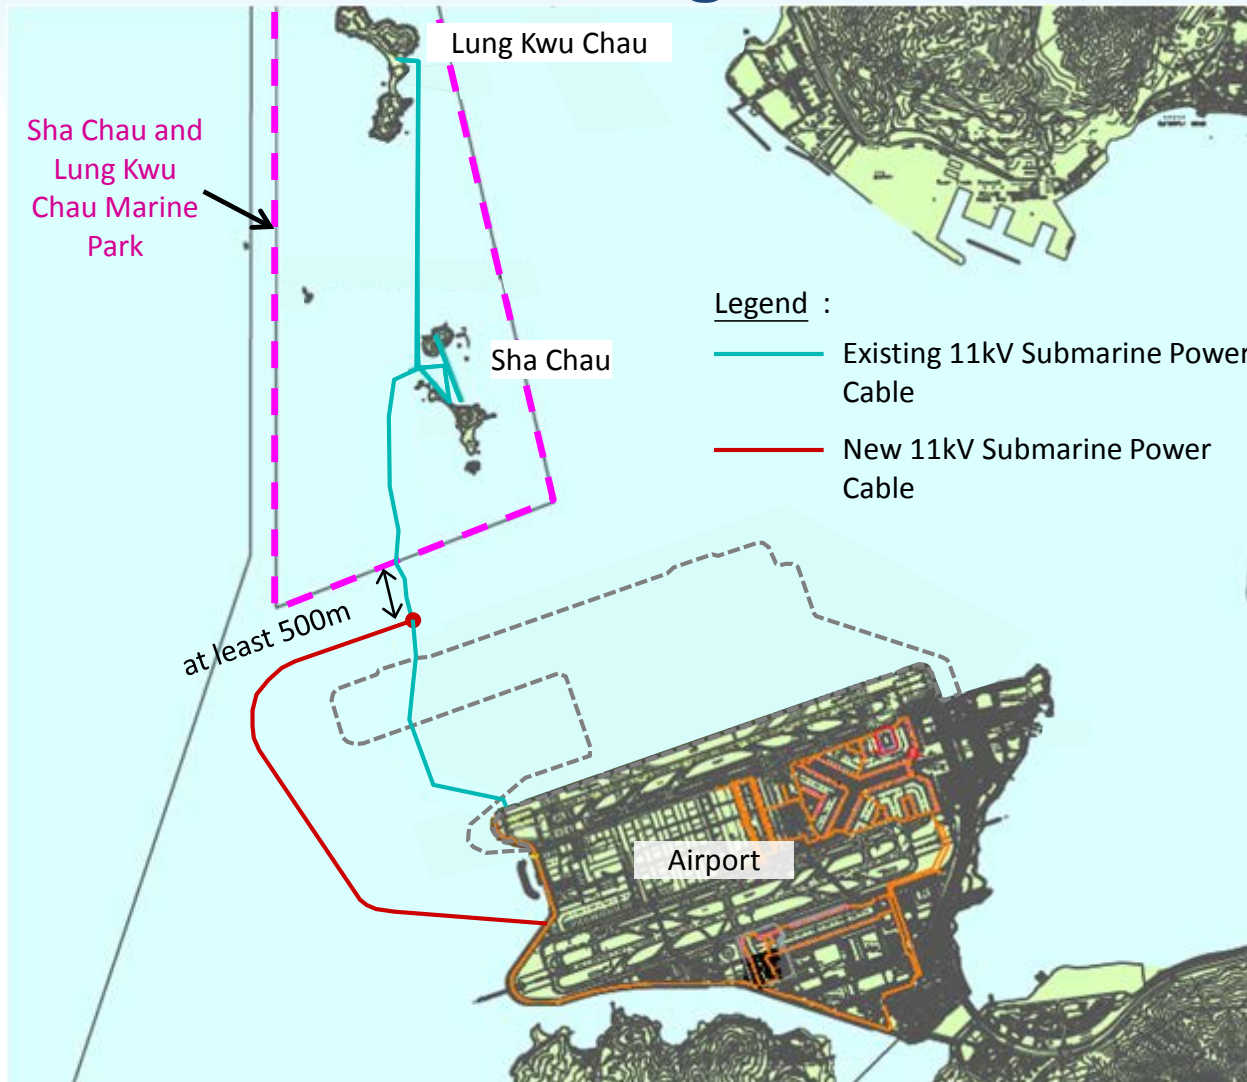 Lung Kwu Chau
Sha Chau and
Lung Kwu
Chau Marine
Park
Legend :
Sha Chau
Existing 11kV Submarine Power
Cable
New 11kV Submarine Power
Cable
at least 500m
Airport